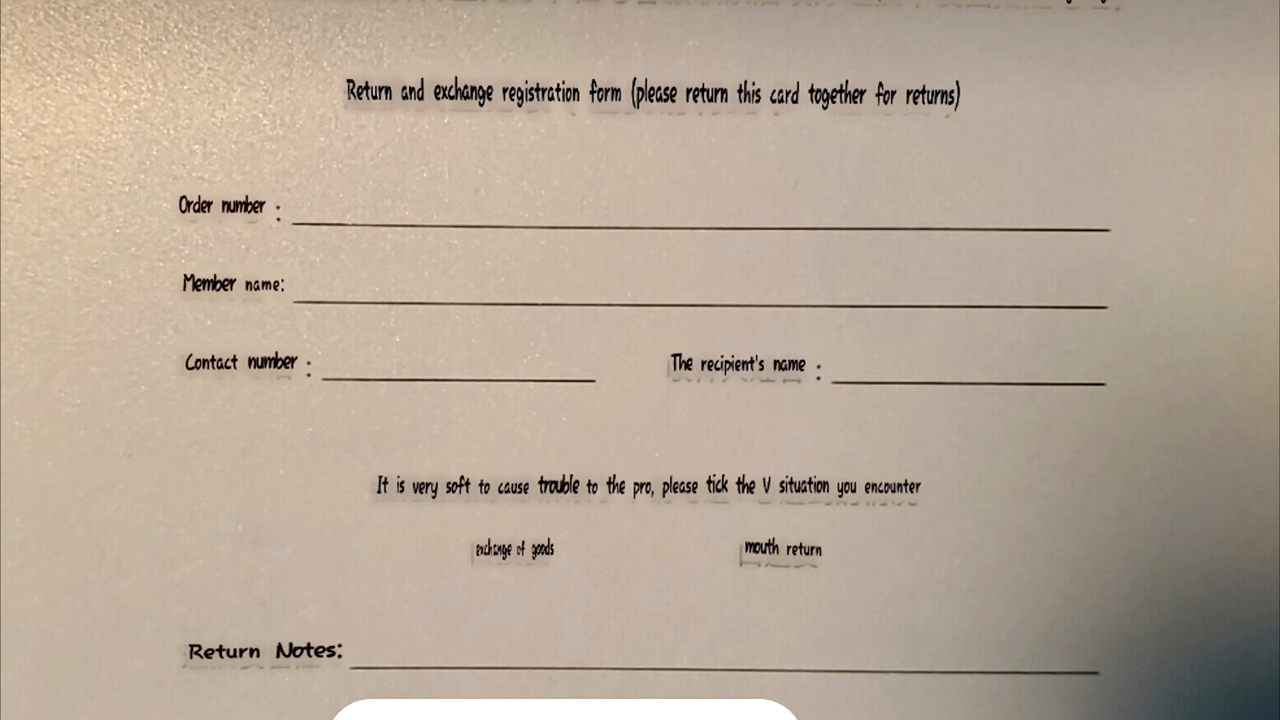 Return and exchange registration form (please return this card together for returns)
Order number :
Member name:
Contact number : The recipient's name :
It is very soft to cause trouble to the pro, please tick the V situation you encounter
exchange of goods mouth return
Return Notes: